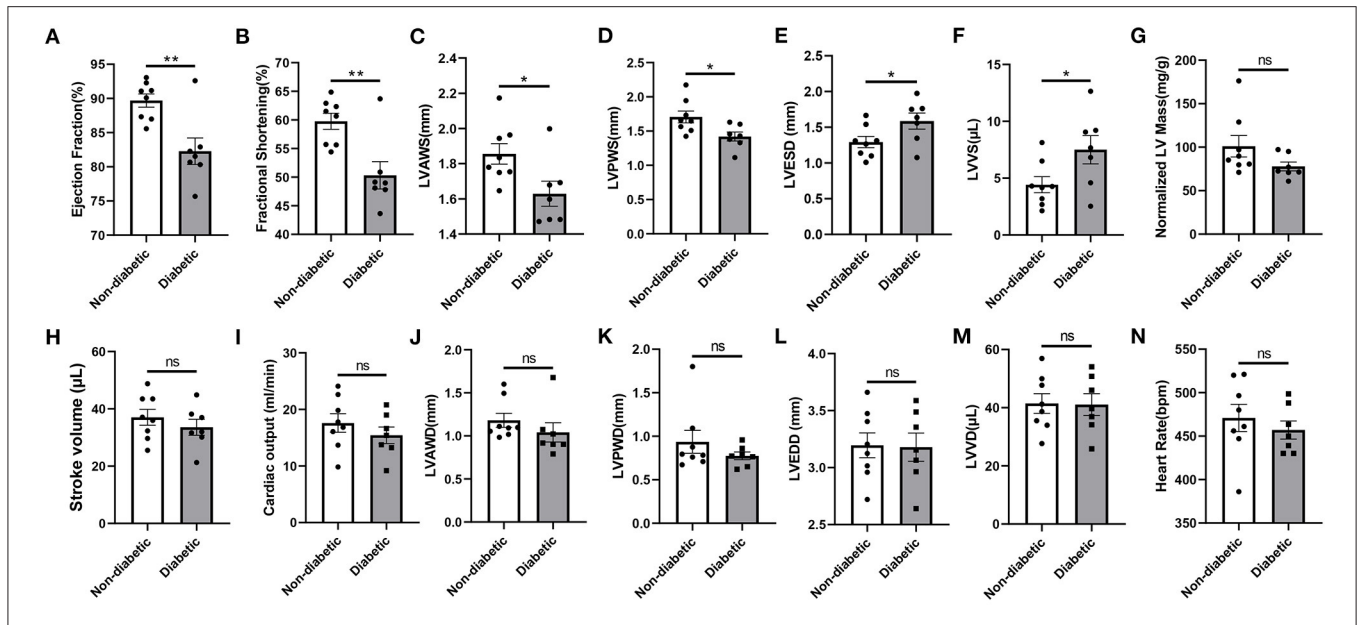 A
Ejection Fraction(%)
95
90
85
80
75
70
**
Non-diabetic
Diabetic
B
Fractional Shortening(%)
70
65
60
55
50
45
40
**
Non-diabetic
Diabetic
C
LVAWS(mm)
2.4
2.2
2.0
1.8
1.6
1.4
*
Non-diabetic
Diabetic
D
LVPWS(mm)
2.5
2.0
1.5
1.0
0.5
0.0
*
Non-diabetic
Diabetic
E
LVESD (mm)
2.5
2.0
1.5
1.0
0.5
0.0
*
Non-diabetic
Diabetic
F
LVVS(µL)
15
10
5
0
*
Non-diabetic
Diabetic
G
Normalized LV Mass(mg/g)
200
150
100
50
0
ns
Non-diabetic
Diabetic
H
Stroke volume (µL)
60
40
20
0
ns
Non-diabetic
Diabetic
I
Cardiac output (ml/min)
30
20
10
0
ns
Non-diabetic
Diabetic
J
LVAWD(mm)
2.0
1.5
1.0
0.5
0.0
ns
Non-diabetic
Diabetic
K
LVPWD(mm)
2.0
1.5
1.0
0.5
0.0
ns
Non-diabetic
Diabetic
L
LVEDD (mm)
4.0
3.5
3.0
2.5
ns
Non-diabetic
Diabetic
M
LVVD(µL)
60
40
20
0
ns
Non-diabetic
Diabetic
N
Heart Rate(bpm)
550
500
450
400
350
ns
Non-diabetic
Diabetic